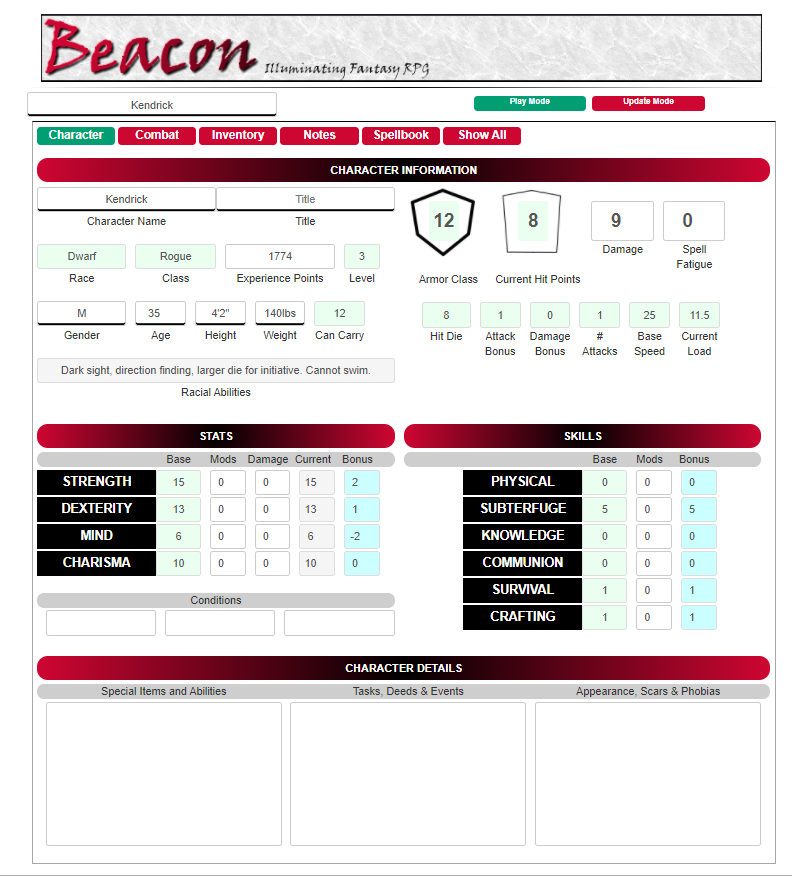 Beacon Illuminating Fantasy RPG
Kendrick Play Mode Update Mode
Character Combat Inventory Notes Spellbook Show All
CHARACTER INFORMATION
Kendrick Title
Character Name Title
12 8 9 0
Armor Class Current Hit Points Damage Spell Fatigue
Dwarf Rogue 1774 3
Race Class Experience Points Level
M 35 4'2" 140lbs 12
Gender Age Height Weight Can Carry
8 1 0 1 25 11.5
Hit Die Attack Bonus Damage Bonus # Attacks Base Speed Current Load
Dark sight, direction finding, larger die for initiative. Cannot swim.
Racial Abilities
STATS
Base Mods Damage Current Bonus
STRENGTH 15 0 0 15 2
DEXTERITY 13 0 0 13 1
MIND 6 0 0 6 -2
CHARISMA 10 0 0 10 0
Conditions
SKILLS
Base Mods Bonus
PHYSICAL 0 0 0
SUBTERFUGE 5 0 5
KNOWLEDGE 0 0 0
COMMUNION 0 0 0
SURVIVAL 1 0 1
CRAFTING 1 0 1
CHARACTER DETAILS
Special Items and Abilities Tasks, Deeds & Events Appearance, Scars & Phobias